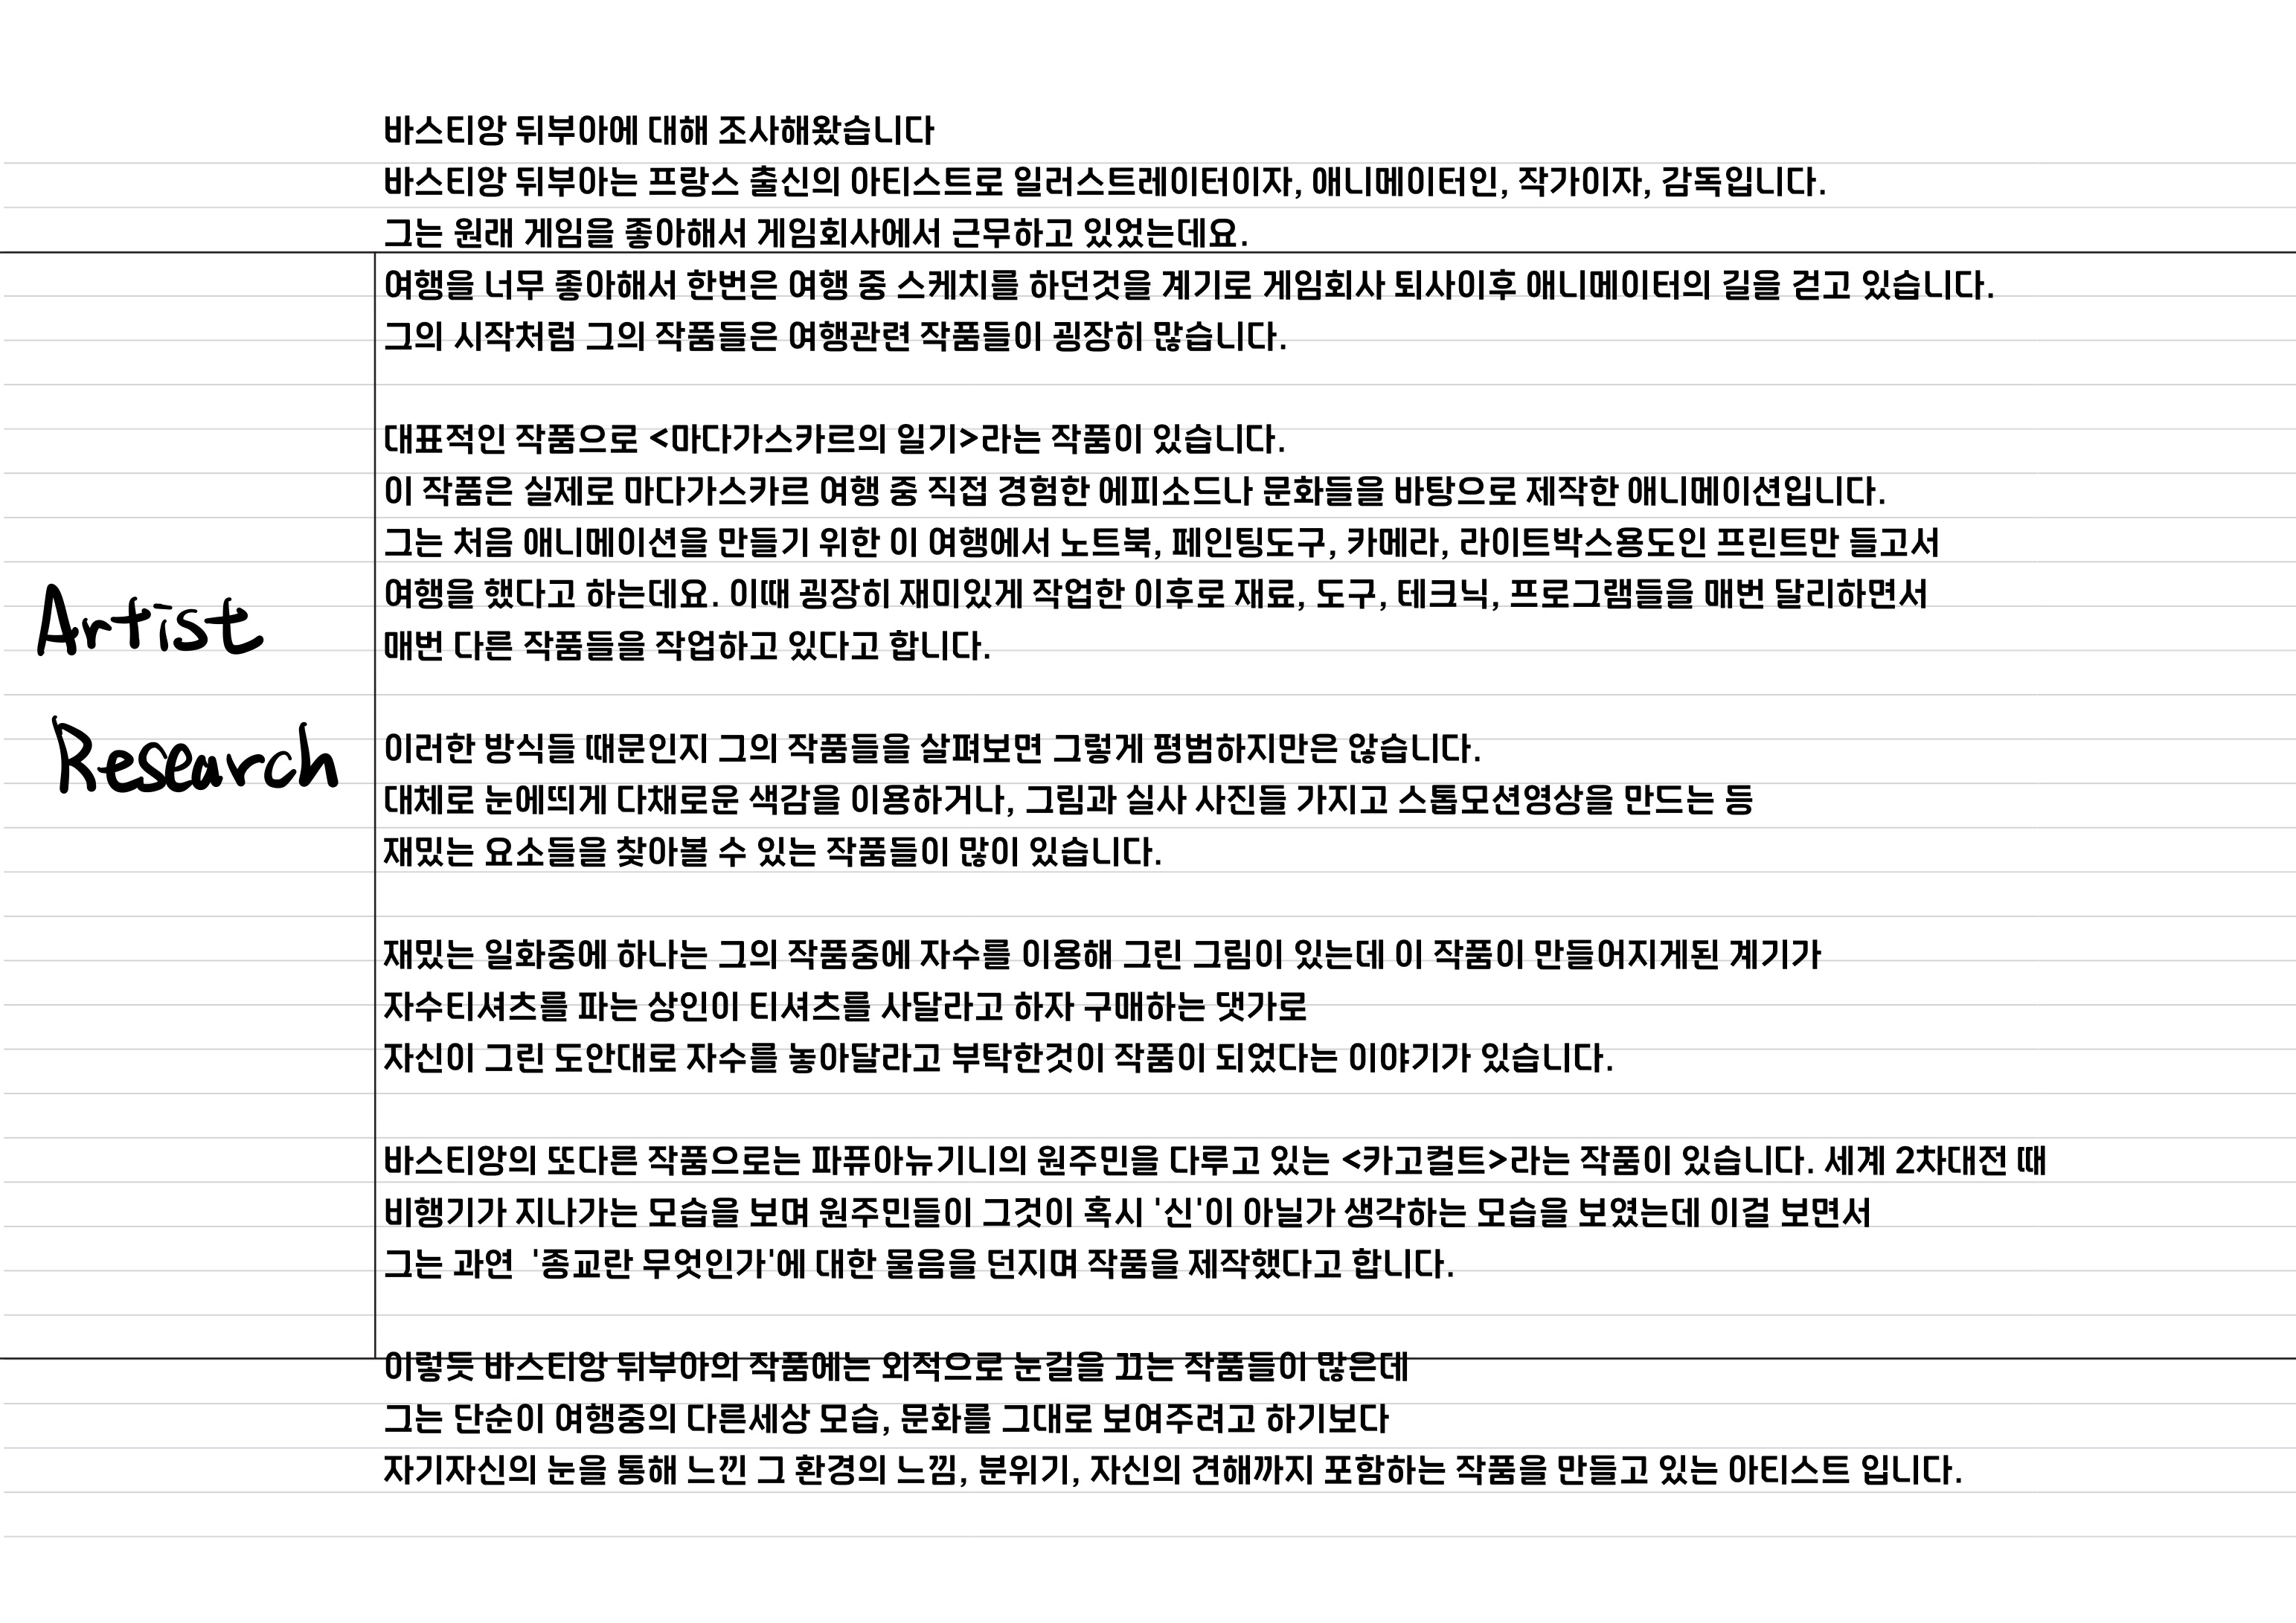 바스티앙 뒤부아에 대해 조사해왔습니다
바스티앙 뒤부아는 프랑스 출신의 아티스트로 일러스트레이터이자, 애니메이터인, 작가이자, 감독입니다.
그는 원래 게임을 좋아해서 게임회사에서 근무하고 있었는데요.
여행을 너무 좋아해서 한번은 여행 중 스케치를 하던것을 계기로 게임회사 퇴사이후 애니메이터의 길을 걷고 있습니다.
그의 시작처럼 그의 작품들은 여행관련 작품들이 굉장히 많습니다.
대표적인 작품으로 <마다가스카르의 일기>라는 작품이 있습니다.
이 작품은 실제로 마다가스카르 여행 중 직접 경험한 에피소드나 문화들을 바탕으로 제작한 애니메이션입니다.
그는 처음 애니메이션을 만들기 위한 이 여행에서 노트북, 페인팅도구, 카메라, 라이트박스용도인 프린트만 들고서
여행을 했다고 하는데요. 이때 굉장히 재미있게 작업한 이후로 재료, 도구, 테크닉, 프로그램들을 매번 달리하면서
매번 다른 작품들을 작업하고 있다고 합니다.
Artist
Research
이러한 방식들 때문인지 그의 작품들을 살펴보면 그렇게 평범하지만은 않습니다.
대체로 눈에띄게 다채로운 색감을 이용하거나, 그림과 실사 사진들 가지고 스톱모션영상을 만드는 등
재밌는 요소들을 찾아볼 수 있는 작품들이 많이 있습니다.
재밌는 일화중에 하나는 그의 작품중에 자수를 이용해 그린 그림이 있는데 이 작품이 만들어지게된 계기가
자수티셔츠를 파는 상인이 티셔츠를 사달라고 하자 구매하는 댓가로
자신이 그린 도안대로 자수를 놓아달라고 부탁한것이 작품이 되었다는 이야기가 있습니다.
바스티앙의 또다른 작품으로는 파퓨아뉴기니의 원주민을 다루고 있는 <카고컬트>라는 작품이 있습니다. 세계 2차대전 때
비행기가 지나가는 모습을 보며 원주민들이 그것이 혹시 '신'이 아닐가 생각하는 모습을 보였는데 이걸 보면서
그는 과연 '종교란 무엇인가'에 대한 물음을 던지며 작품을 제작했다고 합니다.
이렇듯 바스티앙 뒤부아의 작품에는 외적으로 눈길을 끄는 작품들이 많은데
그는 단순이 여행중의 다른세상 모습, 문화를 그대로 보여주려고 하기보다
자기자신의 눈을 통해 느낀 그 환경의 느낌, 분위기, 자신의 견해까지 포함하는 작품을 만들고 있는 아티스트 입니다.